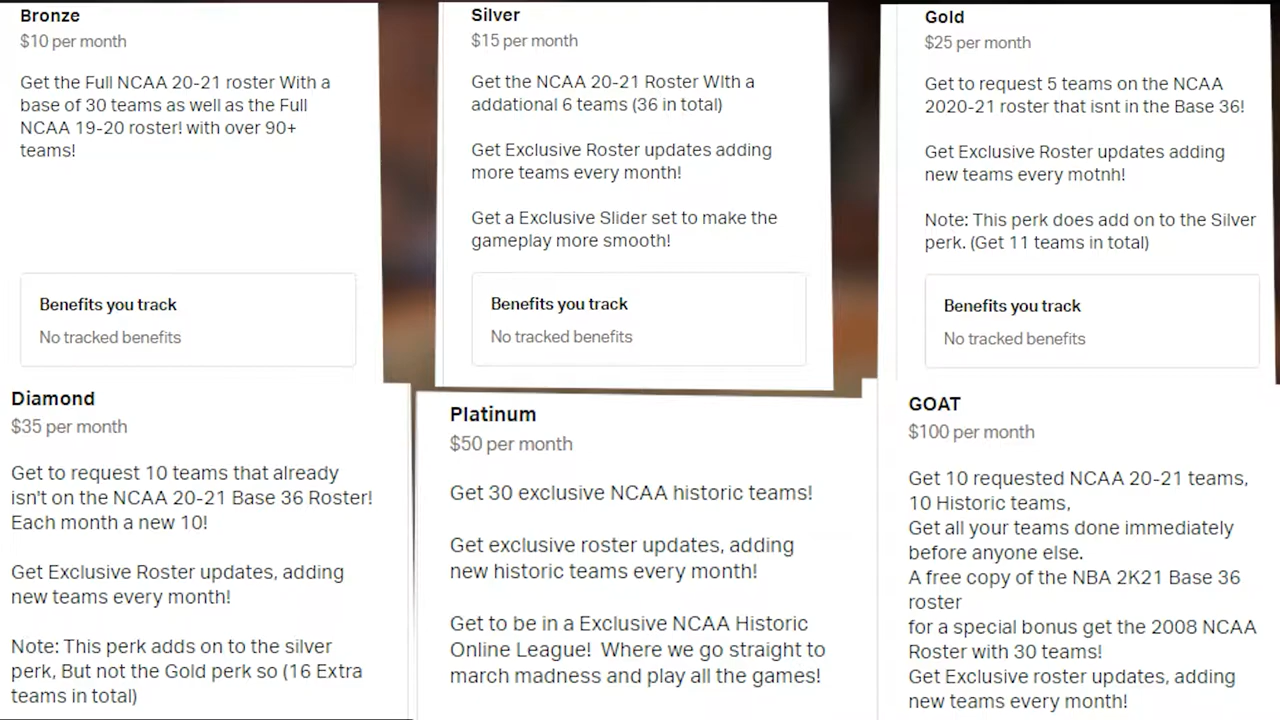 Bronze
$10 per month
Get the Full NCAA 20-21 roster With a
base of 30 teams as well as the Full
NCAA 19-20 roster! with over 90+
teams!
Benefits you track
No tracked benefits
Silver
$15 per month
Get the NCAA 20-21 Roster WIth a
addational 6 teams (36 in total)
Get Exclusive Roster updates adding
more teams every month!
Get a Exclusive Slider set to make the
gameplay more smooth!
Benefits you track
No tracked benefits
Gold
$25 per month
Get to request 5 teams on the NCAA
2020-21 roster that isnt in the Base 36!
Get Exclusive Roster updates adding
new teams every motnh!
Note: This perk does add on to the Silver
perk. (Get 11 teams in total)
Benefits you track
No tracked benefits
Diamond
$35 per month
Get to request 10 teams that already
isn't on the NCAA 20-21 Base 36 Roster!
Each month a new 10!
Get Exclusive Roster updates, adding
new teams every month!
Note: This perk adds on to the silver
perk, But not the Gold perk so (16 Extra
teams in total)
Platinum
$50 per month
Get 30 exclusive NCAA historic teams!
Get exclusive roster updates, adding
new historic teams every month!
Get to be in a Exclusive NCAA Historic
Online League!  Where we go straight to
march madness and play all the games!
GOAT
$100 per month
Get 10 requested NCAA 20-21 teams,
10 Historic teams,
Get all your teams done immediately
before anyone else.
A free copy of the NBA 2K21 Base 36
roster
for a special bonus get the 2008 NCAA
Roster with 30 teams!
Get Exclusive roster updates, adding
new teams every month!